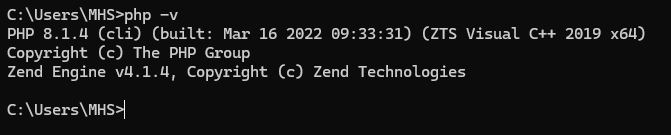 C:\Users\MHS>php -v
PHP 8.1.4 (cli) (built: Mar 16 2022 09:33:31) (ZTS Visual C++ 2019 x64)
Copyright (c) The PHP Group
Zend Engine v4.1.4, Copyright (c) Zend Technologies
C:\Users\MHS>